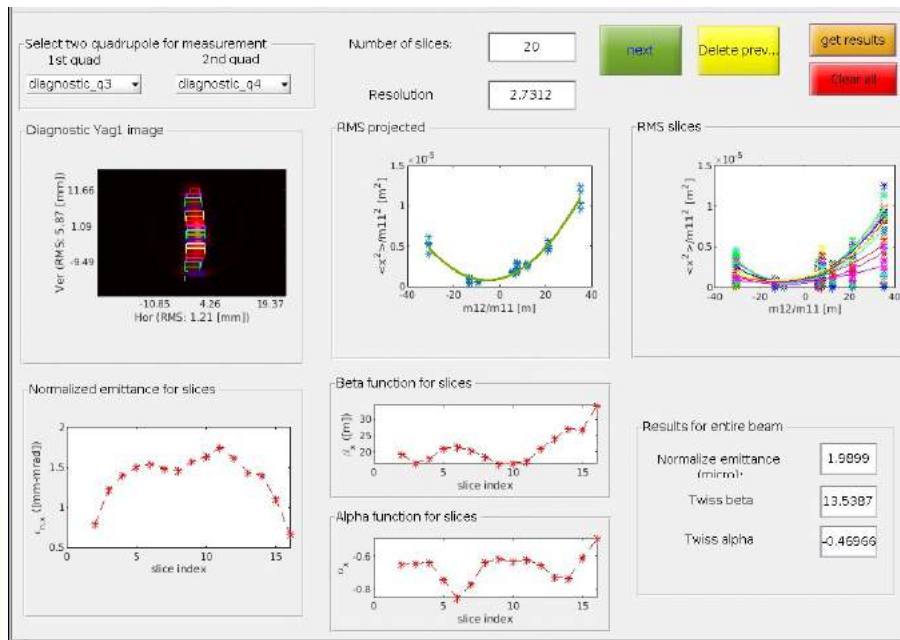 Select two quadrupole for measurement
1st quad
2nd quad
diagnostic_q3
diagnostic_q4
Number of slices:
20
Resolution
2.7312
next
Delete prev...
get results
Clear all
Diagnostic Yag1 image
Ver (RMS: 5.87 [mm])
11.66
1.09
-9.49
-10.85 4.26 19.37
Hor (RMS: 1.21 [mm])
RMS projected
×10⁻⁵
<x²>/m11² [m²]
1.5
1
0.5
0
-40 -20 0 20 40
m12/m11 [m]
RMS slices
×10⁻⁵
<x²>/m11² [m²]
1.5
1
0.5
0
-40 -20 0 20 40
m12/m11 [m]
Normalized emittance for slices
([mm-mrad])
2
1.5
1
0.5
0 5 10 15
slice index
Beta function for slices
([m])
30
25
20
0 5 10 15
slice index
Alpha function for slices
-0.6
-0.8
0 5 10 15
slice index
Results for entire beam
Normalize emittance
(micm):
1.9899
Twiss beta
13.5387
Twiss alpha
-0.46966